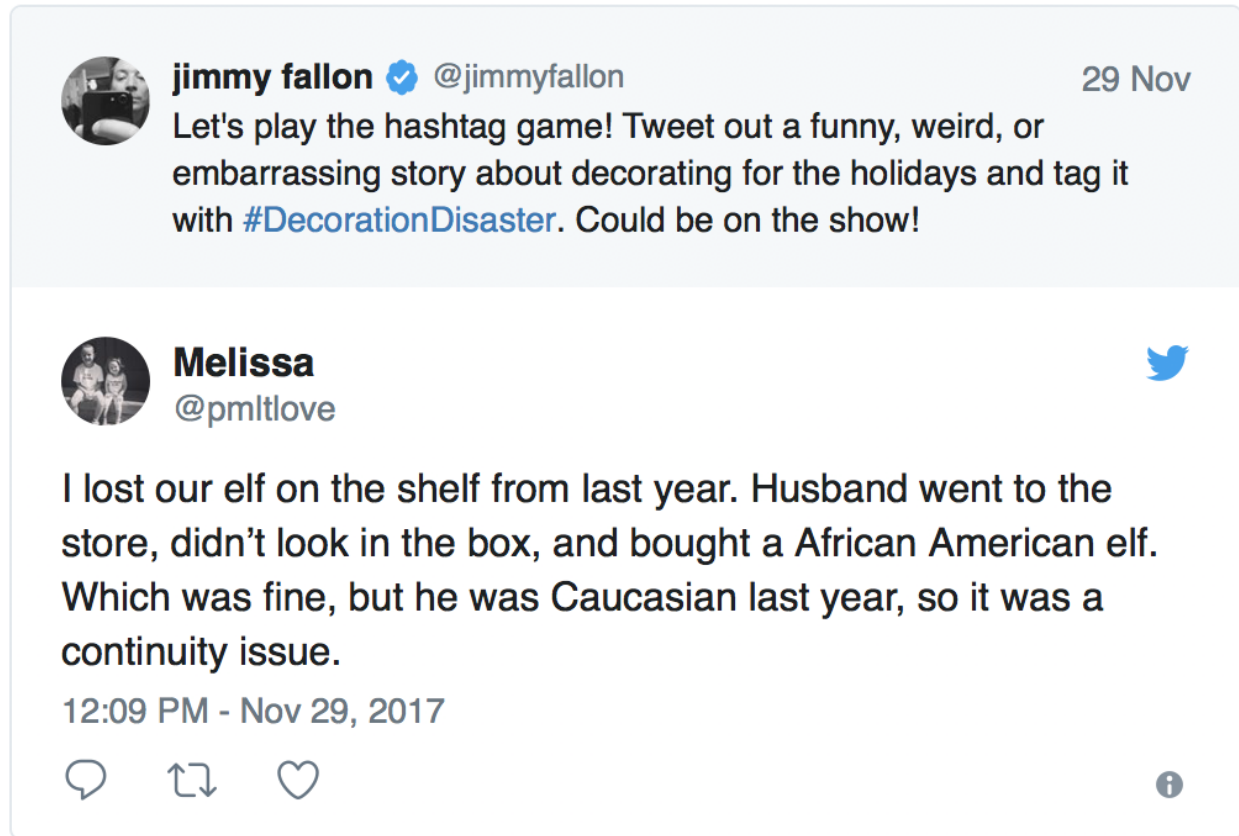 jimmy fallon @jimmyfallon 29 Nov
Let's play the hashtag game! Tweet out a funny, weird, or
embarrassing story about decorating for the holidays and tag it
with #DecorationDisaster. Could be on the show!
Melissa
@pmltlove
I lost our elf on the shelf from last year. Husband went to the
store, didn’t look in the box, and bought a African American elf.
Which was fine, but he was Caucasian last year, so it was a
continuity issue.
12:09 PM - Nov 29, 2017